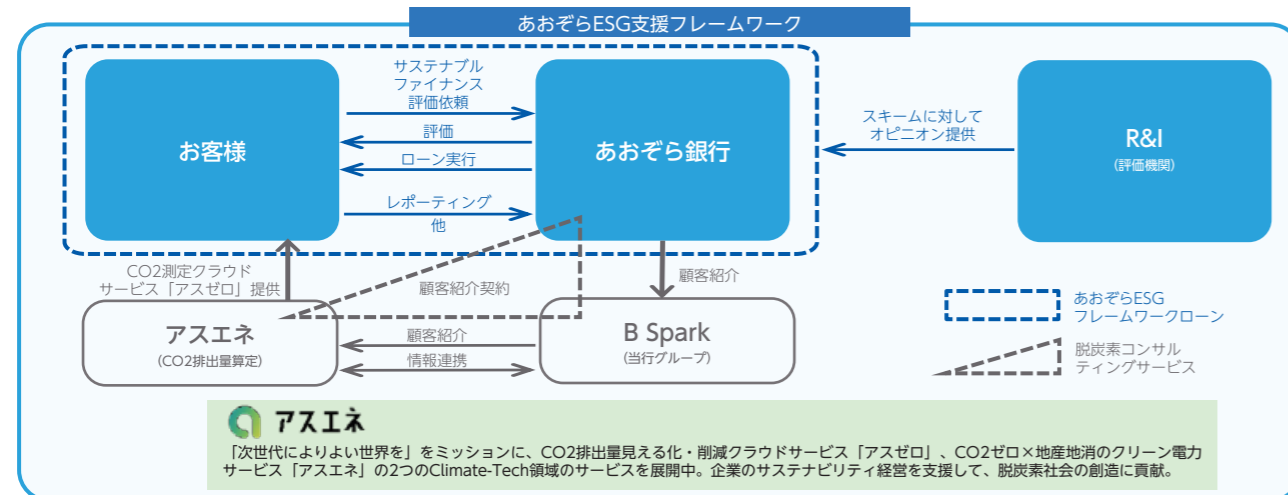 あおぞらESG支援フレームワーク
お客様
サステナブル
ファイナンス
評価依頼
評価
ローン実行
レポーティング
他
あおぞら銀行
スキームに対して
オピニオン提供
R&I
(評価機関)
CO2測定クラウド
サービス「アスゼロ」提供
顧客紹介契約
顧客紹介
アスエネ
(CO2排出量算定)
顧客紹介
情報連携
B Spark
(当行グループ)
あおぞらESG
フレームワークローン
脱炭素コンサル
ティングサービス
アスエネ
「次世代によりよい世界を」をミッションに、CO2排出量見える化・削減クラウドサービス「アスゼロ」、CO2ゼロ×地産地消のクリーン電力
サービス「アスエネ」の2つのClimate-Tech領域のサービスを展開中。企業のサステナビリティ経営を支援して、脱炭素社会の創造に貢献。